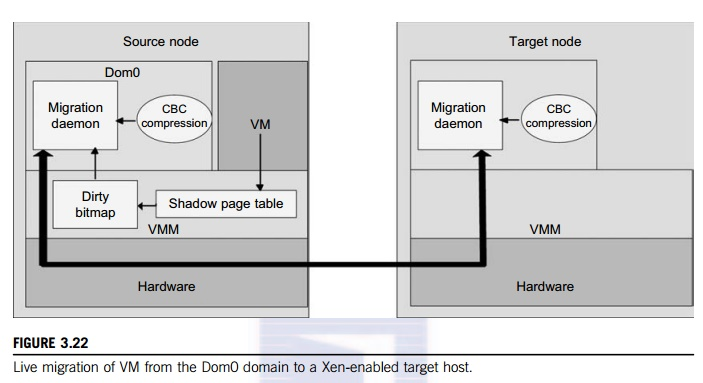 Source node
Target node
Dom0
Migration
daemon
CBC
compression
VM
Migration
daemon
CBC
compression
Dirty
bitmap
Shadow page table
VMM
VMM
Hardware
Hardware
FIGURE 3.22
Live migration of VM from the Dom0 domain to a Xen-enabled target host.